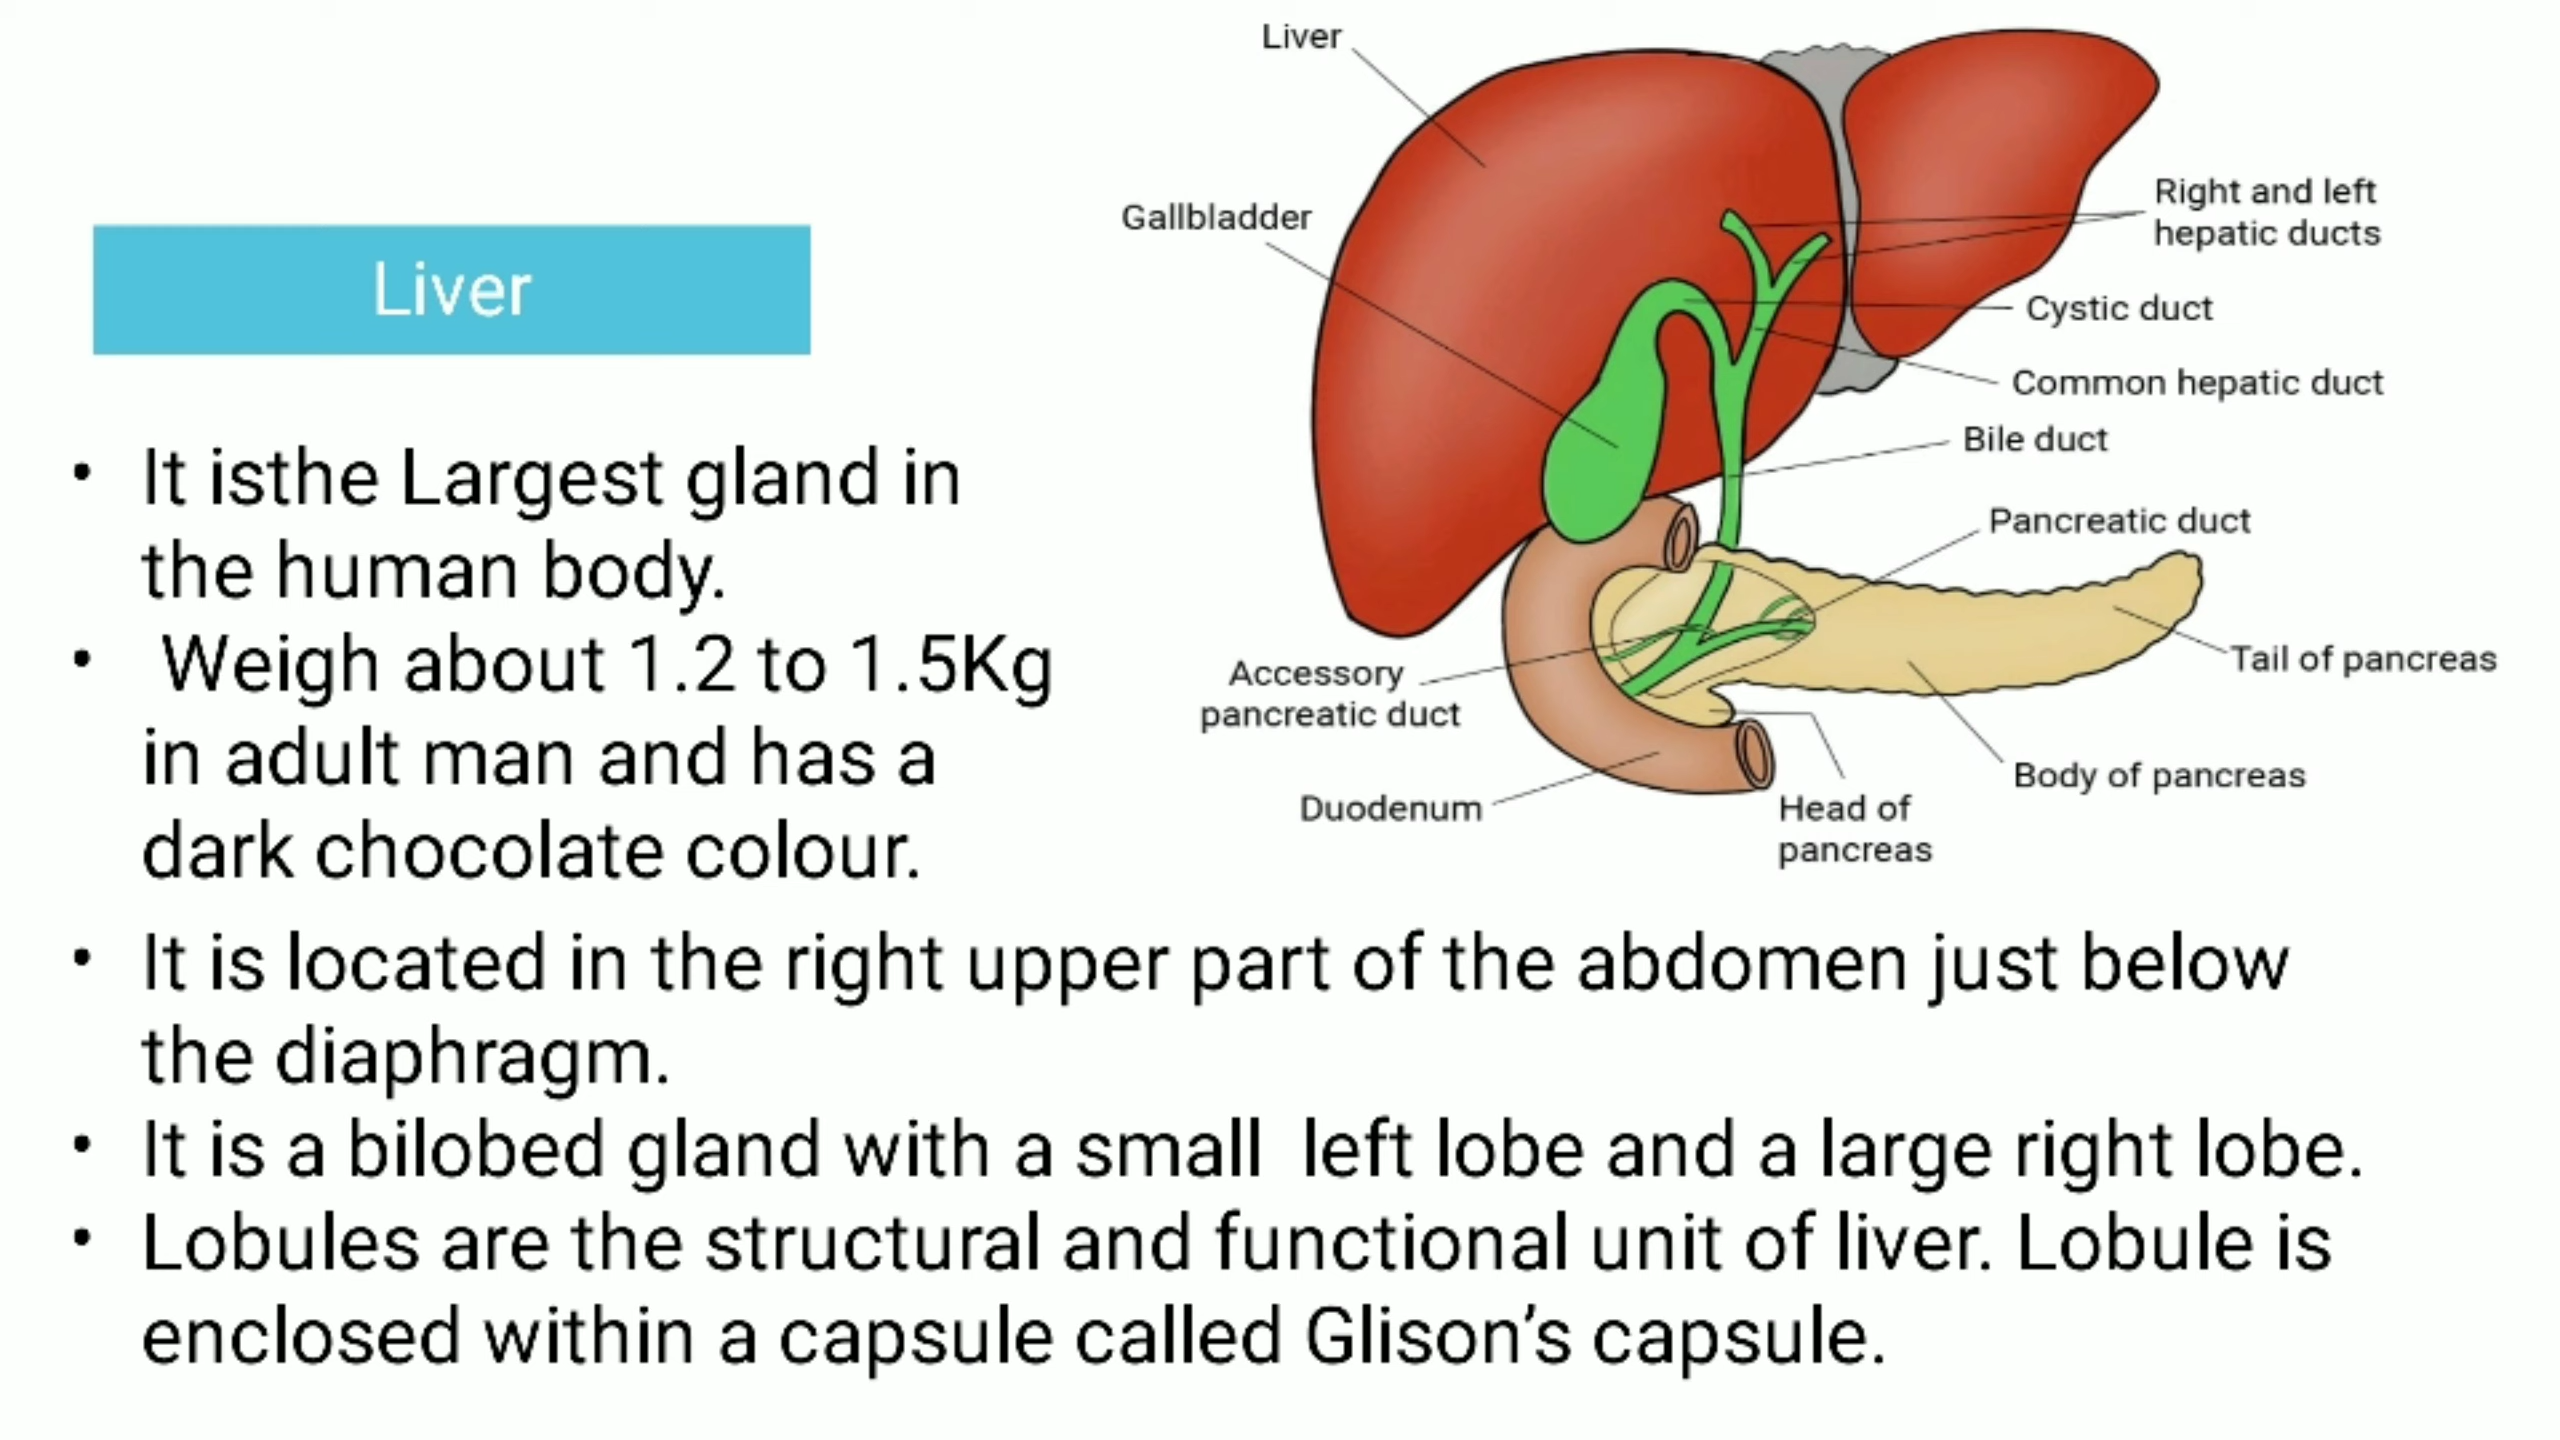 Liver
• It isthe Largest gland in
the human body.
• Weigh about 1.2 to 1.5Kg
in adult man and has a
dark chocolate colour.
• It is located in the right upper part of the abdomen just below
the diaphragm.
• It is a bilobed gland with a small left lobe and a large right lobe.
• Lobules are the structural and functional unit of liver. Lobule is
enclosed within a capsule called Glison's capsule.
Liver
Gallbladder
Right and left
hepatic ducts
Cystic duct
Common hepatic duct
Bile duct
Pancreatic duct
Tail of pancreas
Accessory
pancreatic duct
Body of pancreas
Duodenum
Head of
pancreas